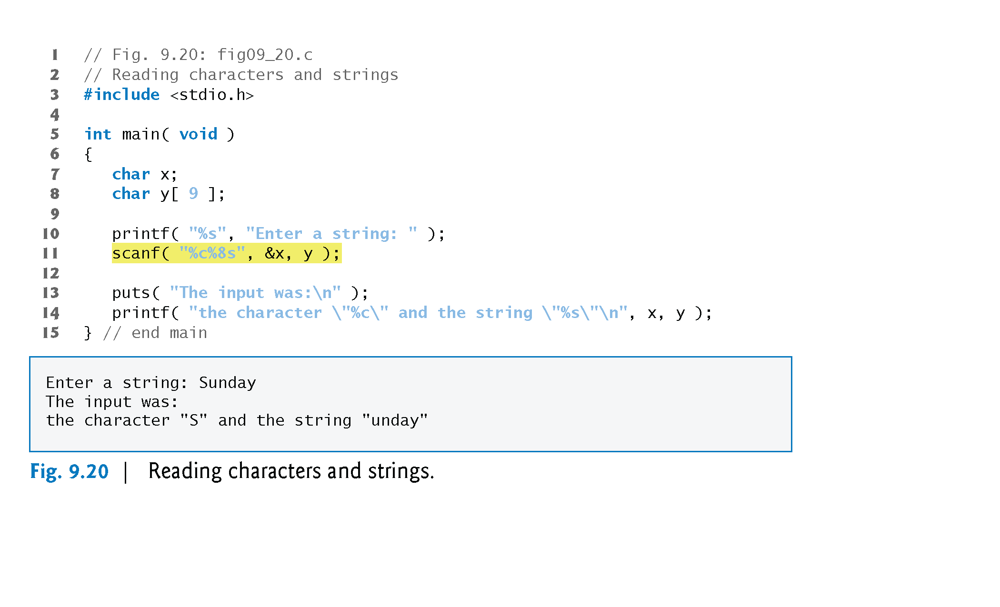 1 // Fig. 9.20: fig09_20.c
2 // Reading characters and strings
3 #include <stdio.h>
4
5 int main( void )
6 {
7    char x;
8    char y[ 9 ];
9
10    printf( "%s", "Enter a string: " );
11    scanf( "%c%8s", &x, y );
12
13    puts( "The input was:\n" );
14    printf( "the character \"%c\" and the string \"%s\"\n", x, y );
15 } // end main
Enter a string: Sunday
The input was:
the character "S" and the string "unday"
Fig. 9.20 | Reading characters and strings.